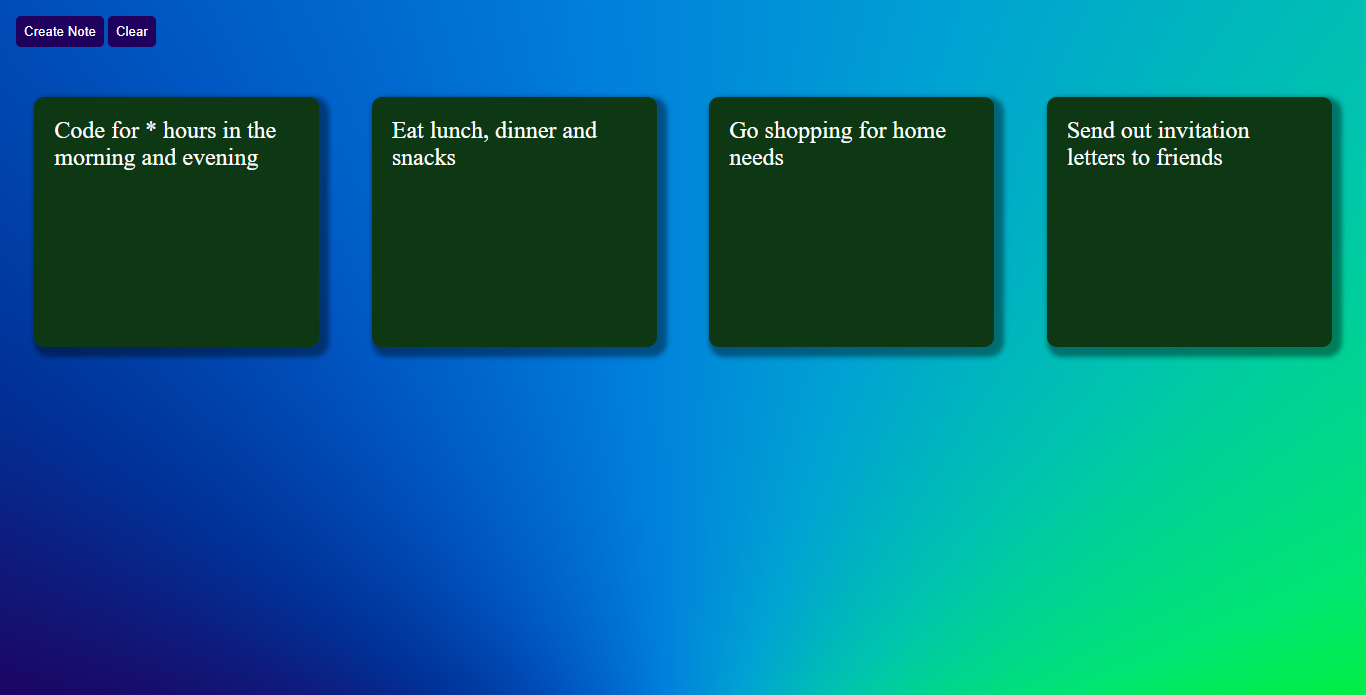 Create Note Clear
Code for * hours in the
morning and evening
Eat lunch, dinner and
snacks
Go shopping for home
needs
Send out invitation
letters to friends